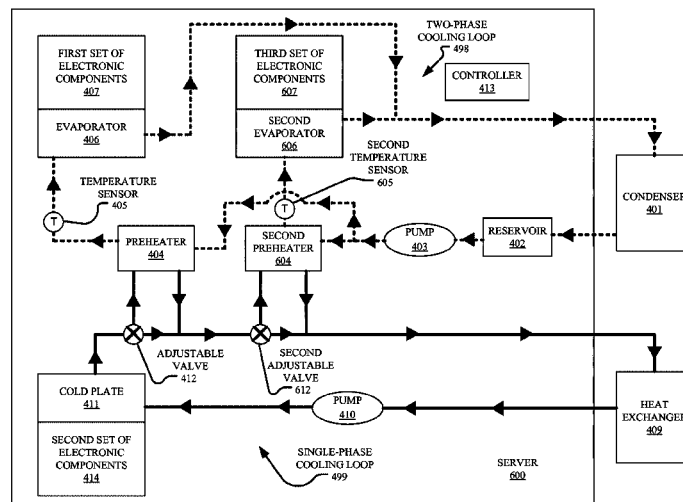 TWO-PHASE
COOLING LOOP
498
FIRST SET OF
ELECTRONIC
COMPONENTS
407
THIRD SET OF
ELECTRONIC
COMPONENTS
607
CONTROLLER
413
EVAPORATOR
406
SECOND
EVAPORATOR
606
SECOND
TEMPERATURE
SENSOR
605
TEMPERATURE
SENSOR
405
T
T
CONDENSER
401
PREHEATER
404
SECOND
PREHEATER
604
PUMP
403
RESERVOIR
402
ADJUSTABLE
VALVE
412
SECOND
ADJUSTABLE
VALVE
612
COLD PLATE
411
PUMP
410
HEAT
EXCHANGER
409
SECOND SET OF
ELECTRONIC
COMPONENTS
414
SINGLE-PHASE
COOLING LOOP
499
SERVER
600